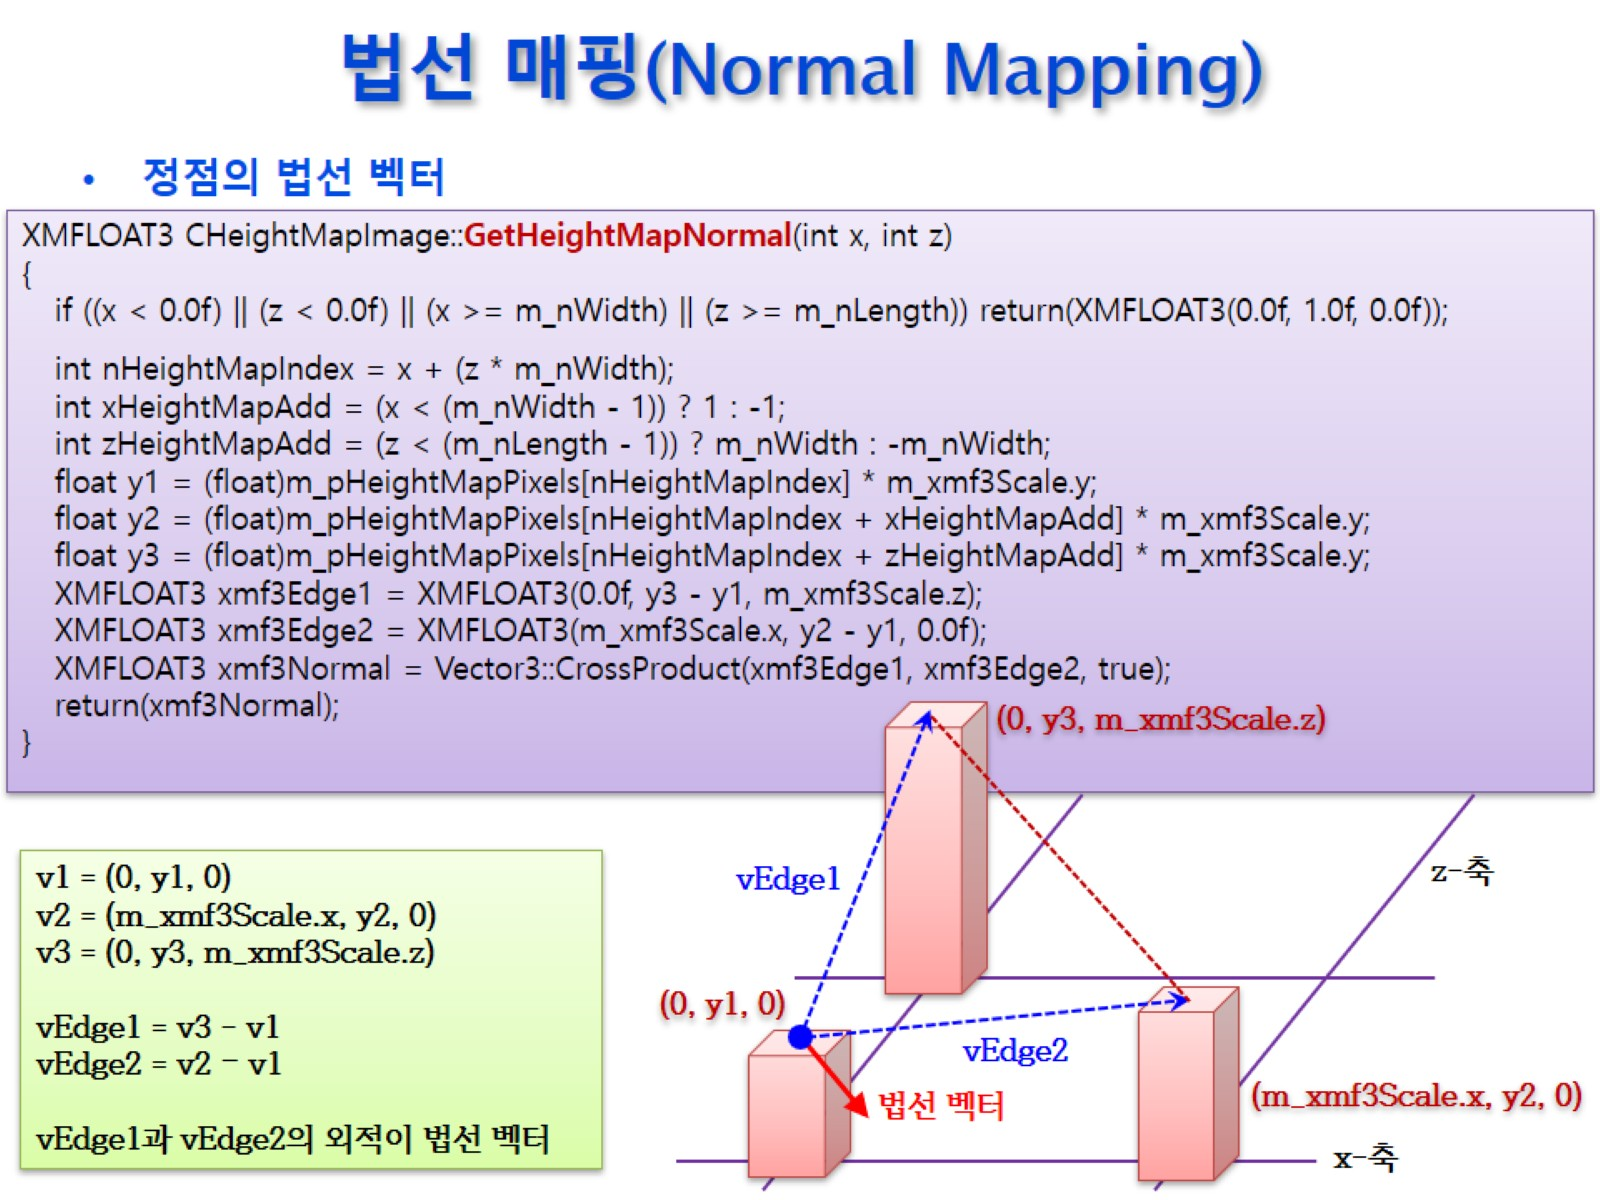 법선 매핑(Normal Mapping)
• 정점의 법선 벡터
XMFLOAT3 CHeightMapImage::GetHeightMapNormal(int x, int z)
{
if ((x < 0.0f) || (z < 0.0f) || (x >= m_nWidth) || (z >= m_nLength)) return(XMFLOAT3(0.0f, 1.0f, 0.0f));
int nHeightMapIndex = x + (z * m_nWidth);
int xHeightMapAdd = (x < (m_nWidth - 1)) ? 1 : -1;
int zHeightMapAdd = (z < (m_nLength - 1)) ? m_nWidth : -m_nWidth;
float y1 = (float)m_pHeightMapPixels[nHeightMapIndex] * m_xmf3Scale.y;
float y2 = (float)m_pHeightMapPixels[nHeightMapIndex + xHeightMapAdd] * m_xmf3Scale.y;
float y3 = (float)m_pHeightMapPixels[nHeightMapIndex + zHeightMapAdd] * m_xmf3Scale.y;
XMFLOAT3 xmf3Edge1 = XMFLOAT3(0.0f, y3 - y1, m_xmf3Scale.z);
XMFLOAT3 xmf3Edge2 = XMFLOAT3(m_xmf3Scale.x, y2 - y1, 0.0f);
XMFLOAT3 xmf3Normal = Vector3::CrossProduct(xmf3Edge1, xmf3Edge2, true);
return(xmf3Normal);
}
(0, y3, m_xmf3Scale.z)
v1 = (0, y1, 0)
v2 = (m_xmf3Scale.x, y2, 0)
v3 = (0, y3, m_xmf3Scale.z)
vEdge1 = v3 - v1
vEdge2 = v2 - v1
vEdge1과 vEdge2의 외적이 법선 벡터
vEdge1
z-축
(0, y1, 0)
vEdge2
법선 벡터
(m_xmf3Scale.x, y2, 0)
x-축